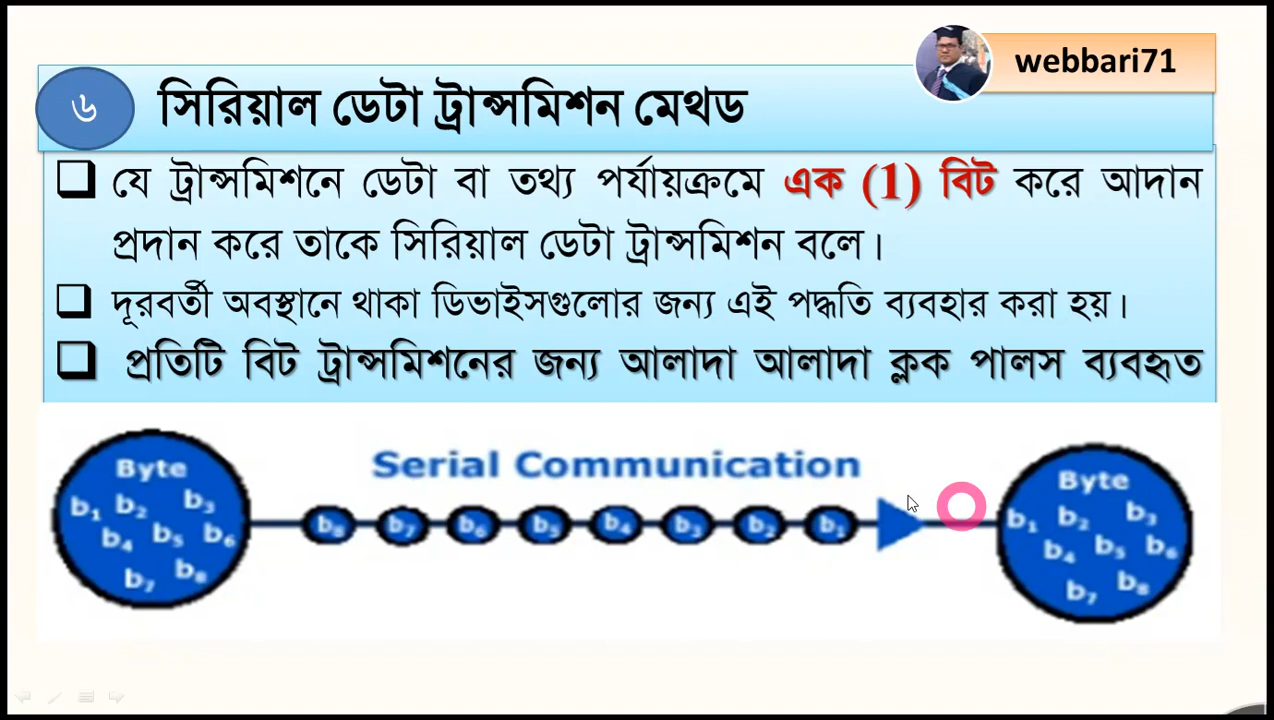 webbari71
৬ সিরিয়াল ডেটা ট্রান্সমিশন মেথড
যে ট্রান্সমিশনে ডেটা বা তথ্য পর্যায়ক্রমে এক (1) বিট করে আদান
প্রদান করে তাকে সিরিয়াল ডেটা ট্রান্সমিশন বলে।
দূরবর্তী অবস্থানে থাকা ডিভাইসগুলোর জন্য এই পদ্ধতি ব্যবহার করা হয়।
প্রতিটি বিট ট্রান্সমিশনের জন্য আলাদা আলাদা ক্লক পালস ব্যবহৃত
Serial Communication
Byte
b₁ b₂ b₃
b₄ b₅ b₆
b₇ b₈
b₈ b₇ b₆ b₅ b₄ b₃ b₂ b₁
Byte
b₁ b₂ b₃
b₄ b₅ b₆
b₇ b₈